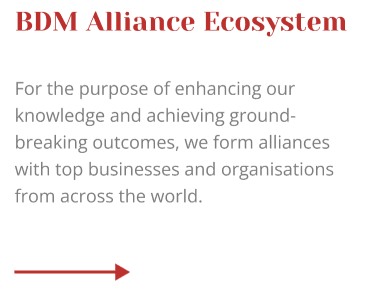 BDM Alliance Ecosystem
For the purpose of enhancing our
knowledge and achieving ground-
breaking outcomes, we form alliances
with top businesses and organisations
from across the world.